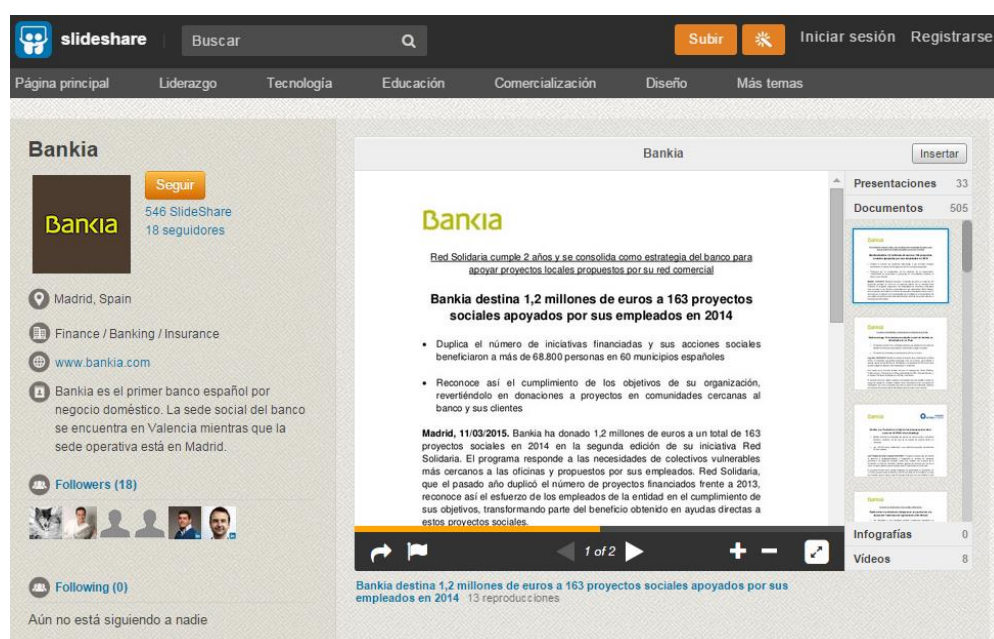 slideshare
Buscar
Subir
Iniciar sesión Registrarse
Página principal Liderazgo Tecnología Educación Comercialización Diseño Más temas
Bankia
Bankia
Seguir
546 SlideShare
18 seguidores
Madrid, Spain
Finance / Banking / Insurance
www.bankia.com
Bankia es el primer banco español por
negocio doméstico. La sede social del banco
se encuentra en Valencia mientras que la
sede operativa está en Madrid.
Followers (18)
Following (0)
Aún no está siguiendo a nadie
Bankia
Insertar
Bankia
Red Solidaria cumple 2 años y se consolida como estrategia del banco para
apoyar proyectos locales propuestos por su red comercial
Bankia destina 1,2 millones de euros a 163 proyectos
sociales apoyados por sus empleados en 2014
• Duplica el número de iniciativas financiadas y sus acciones sociales
beneficiaron a más de 68.800 personas en 60 municipios españoles
• Reconoce así el cumplimiento de los objetivos de su organización,
revertiéndolo en donaciones a proyectos en comunidades cercanas al
banco y sus clientes
Madrid, 11/03/2015. Bankia ha donado 1,2 millones de euros a un total de 163
proyectos sociales en 2014 en la segunda edición de su iniciativa Red
Solidaria. El programa responde a las necesidades de colectivos vulnerables
más cercanos a las oficinas y propuestos por sus empleados. Red Solidaria,
que el pasado año duplicó el número de proyectos financiados frente a 2013,
reconoce así el esfuerzo de los empleados de la entidad en el cumplimiento de
sus objetivos, transformando parte del beneficio obtenido en ayudas directas a
estos proyectos sociales.
1 of 2
Bankia destina 1,2 millones de euros a 163 proyectos sociales apoyados por sus
empleados en 2014 13 reproducciones
Presentaciones 33
Documentos 505
Infografías 0
Vídeos 8